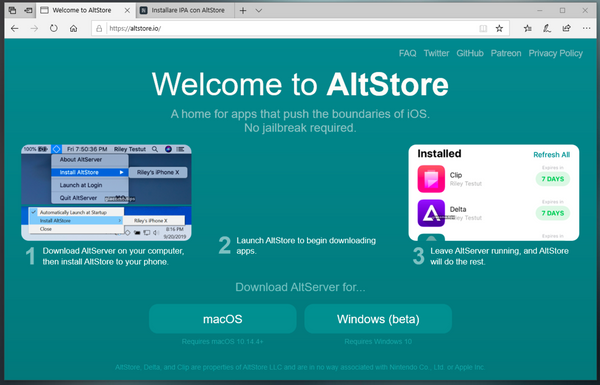 Welcome to AltStore
Installare IPA con AltStore
https://altstore.io/
FAQ Twitter GitHub Patreon Privacy Policy
Welcome to AltStore
A home for apps that push the boundaries of iOS.
No jailbreak required.
100% Fri 7:50:36 PM Riley Testut
About AltServer
Install AltStore
Riley's iPhone X
Launch at Login
Quit AltServer
Automatically Launch at Startup
Install AltStore
Riley's iPhone X
Close
8:16 PM
9/20/2019
1 Download AltServer on your computer,
then install AltStore to your phone.
2 Launch AltStore to begin downloading
apps.
Installed Refresh All
Expires in
Clip
Riley Testut
7 DAYS
Expires in
Delta
7 DAYS
Expires in
3 Leave AltServer running, and AltStore
will do the rest.
Download AltServer for...
macOS Windows (beta)
Requires macOS 10.14.4+ Requires Windows 10
AltStore, Delta, and Clip are properties of AltStore LLC and are in no way associated with Nintendo Co., Ltd. or Apple Inc.